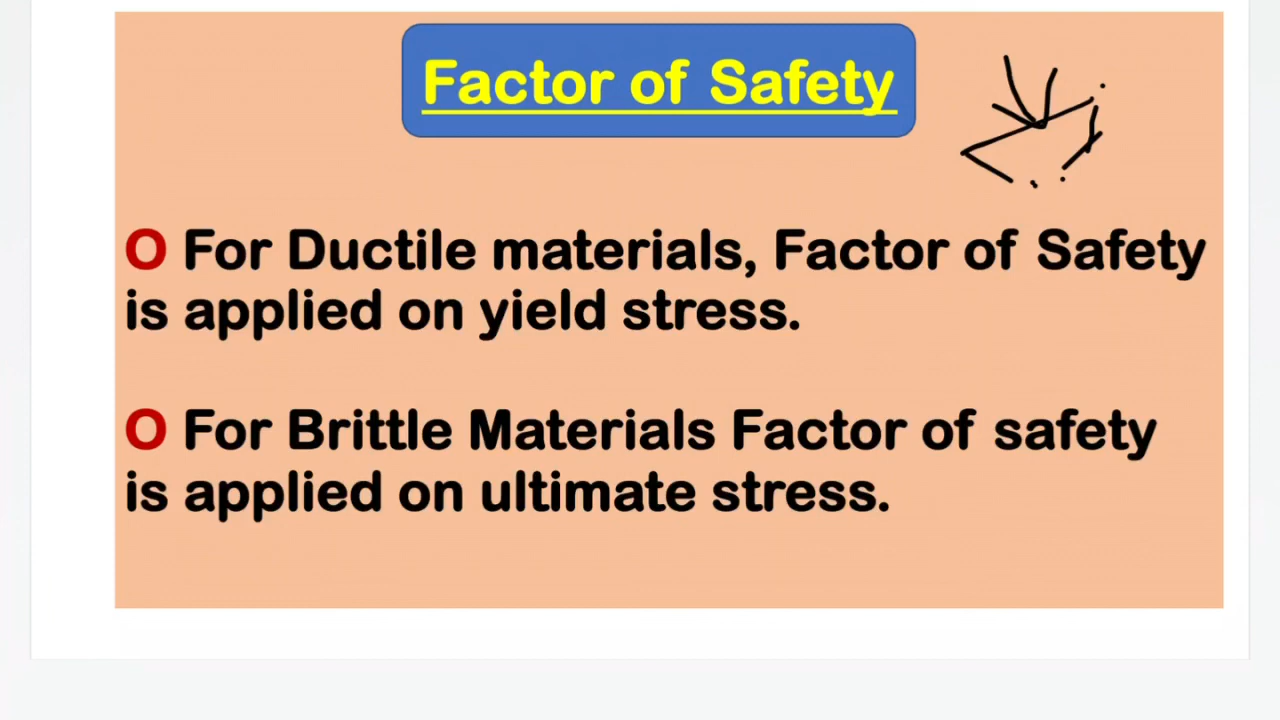 Factor of Safety
O For Ductile materials, Factor of Safety
is applied on yield stress.
O For Brittle Materials Factor of safety
is applied on ultimate stress.